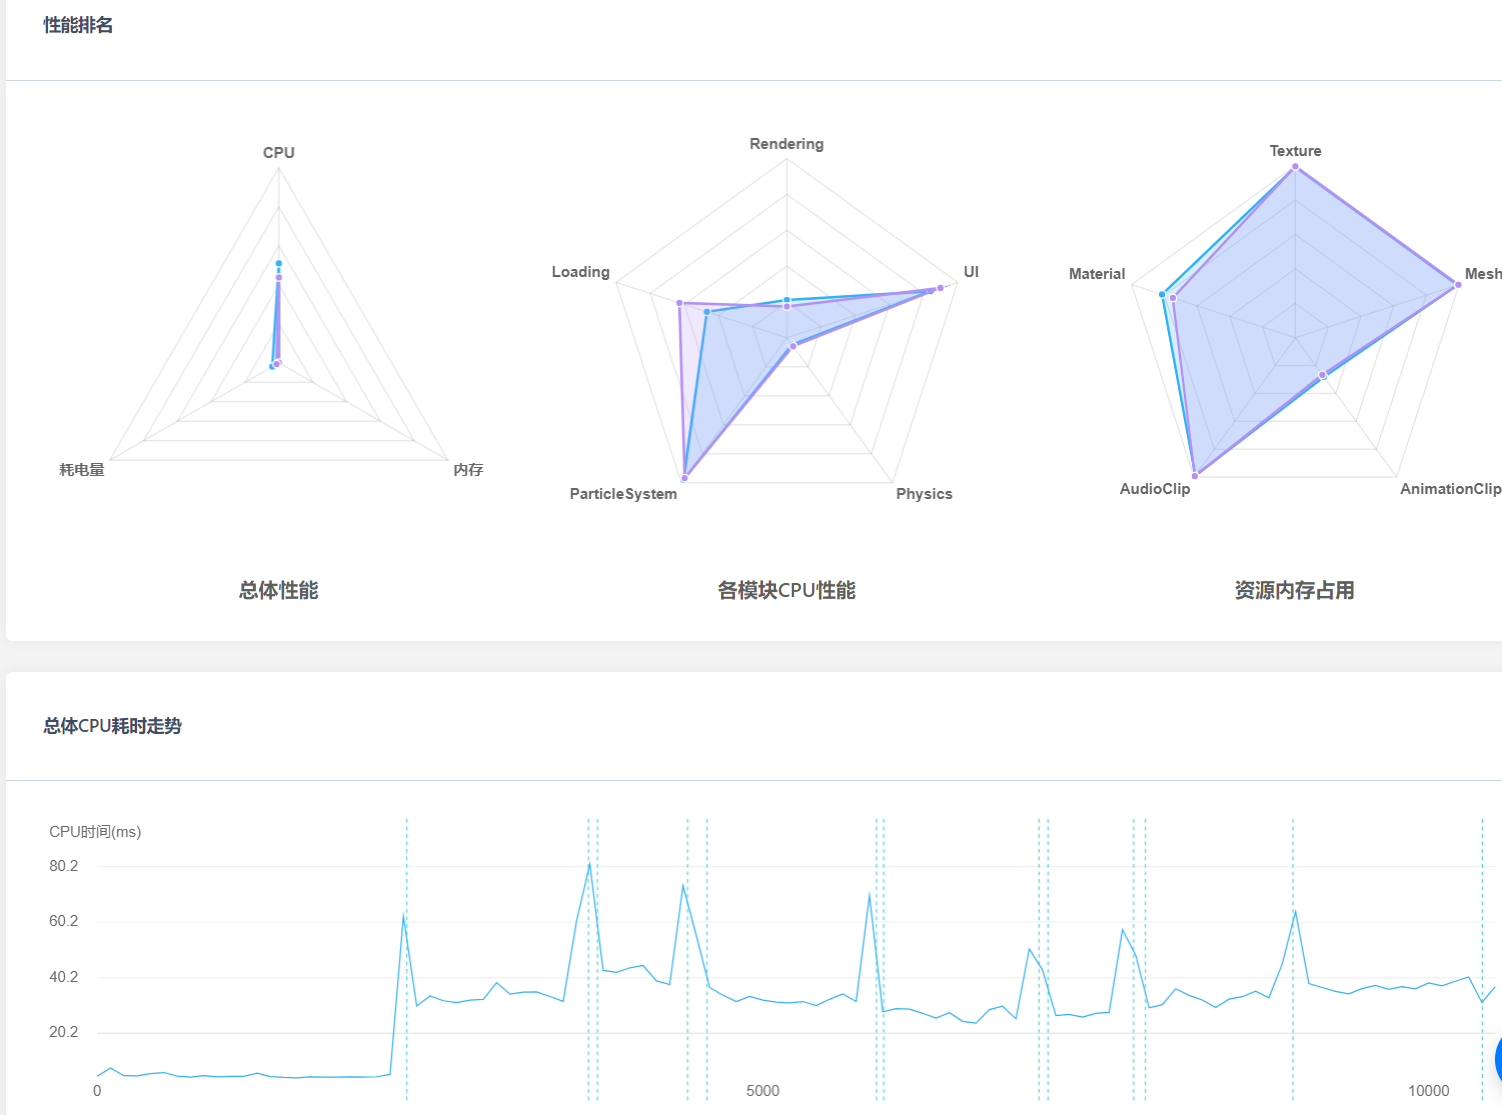 性能排名
CPU
耗电量
内存
总体性能
Rendering
Loading
UI
ParticleSystem
Physics
各模块CPU性能
Texture
Material
Mesh
AudioClip
AnimationClip
资源内存占用
总体CPU耗时走势
CPU时间(ms)
80.2
60.2
40.2
20.2
0
5000
10000